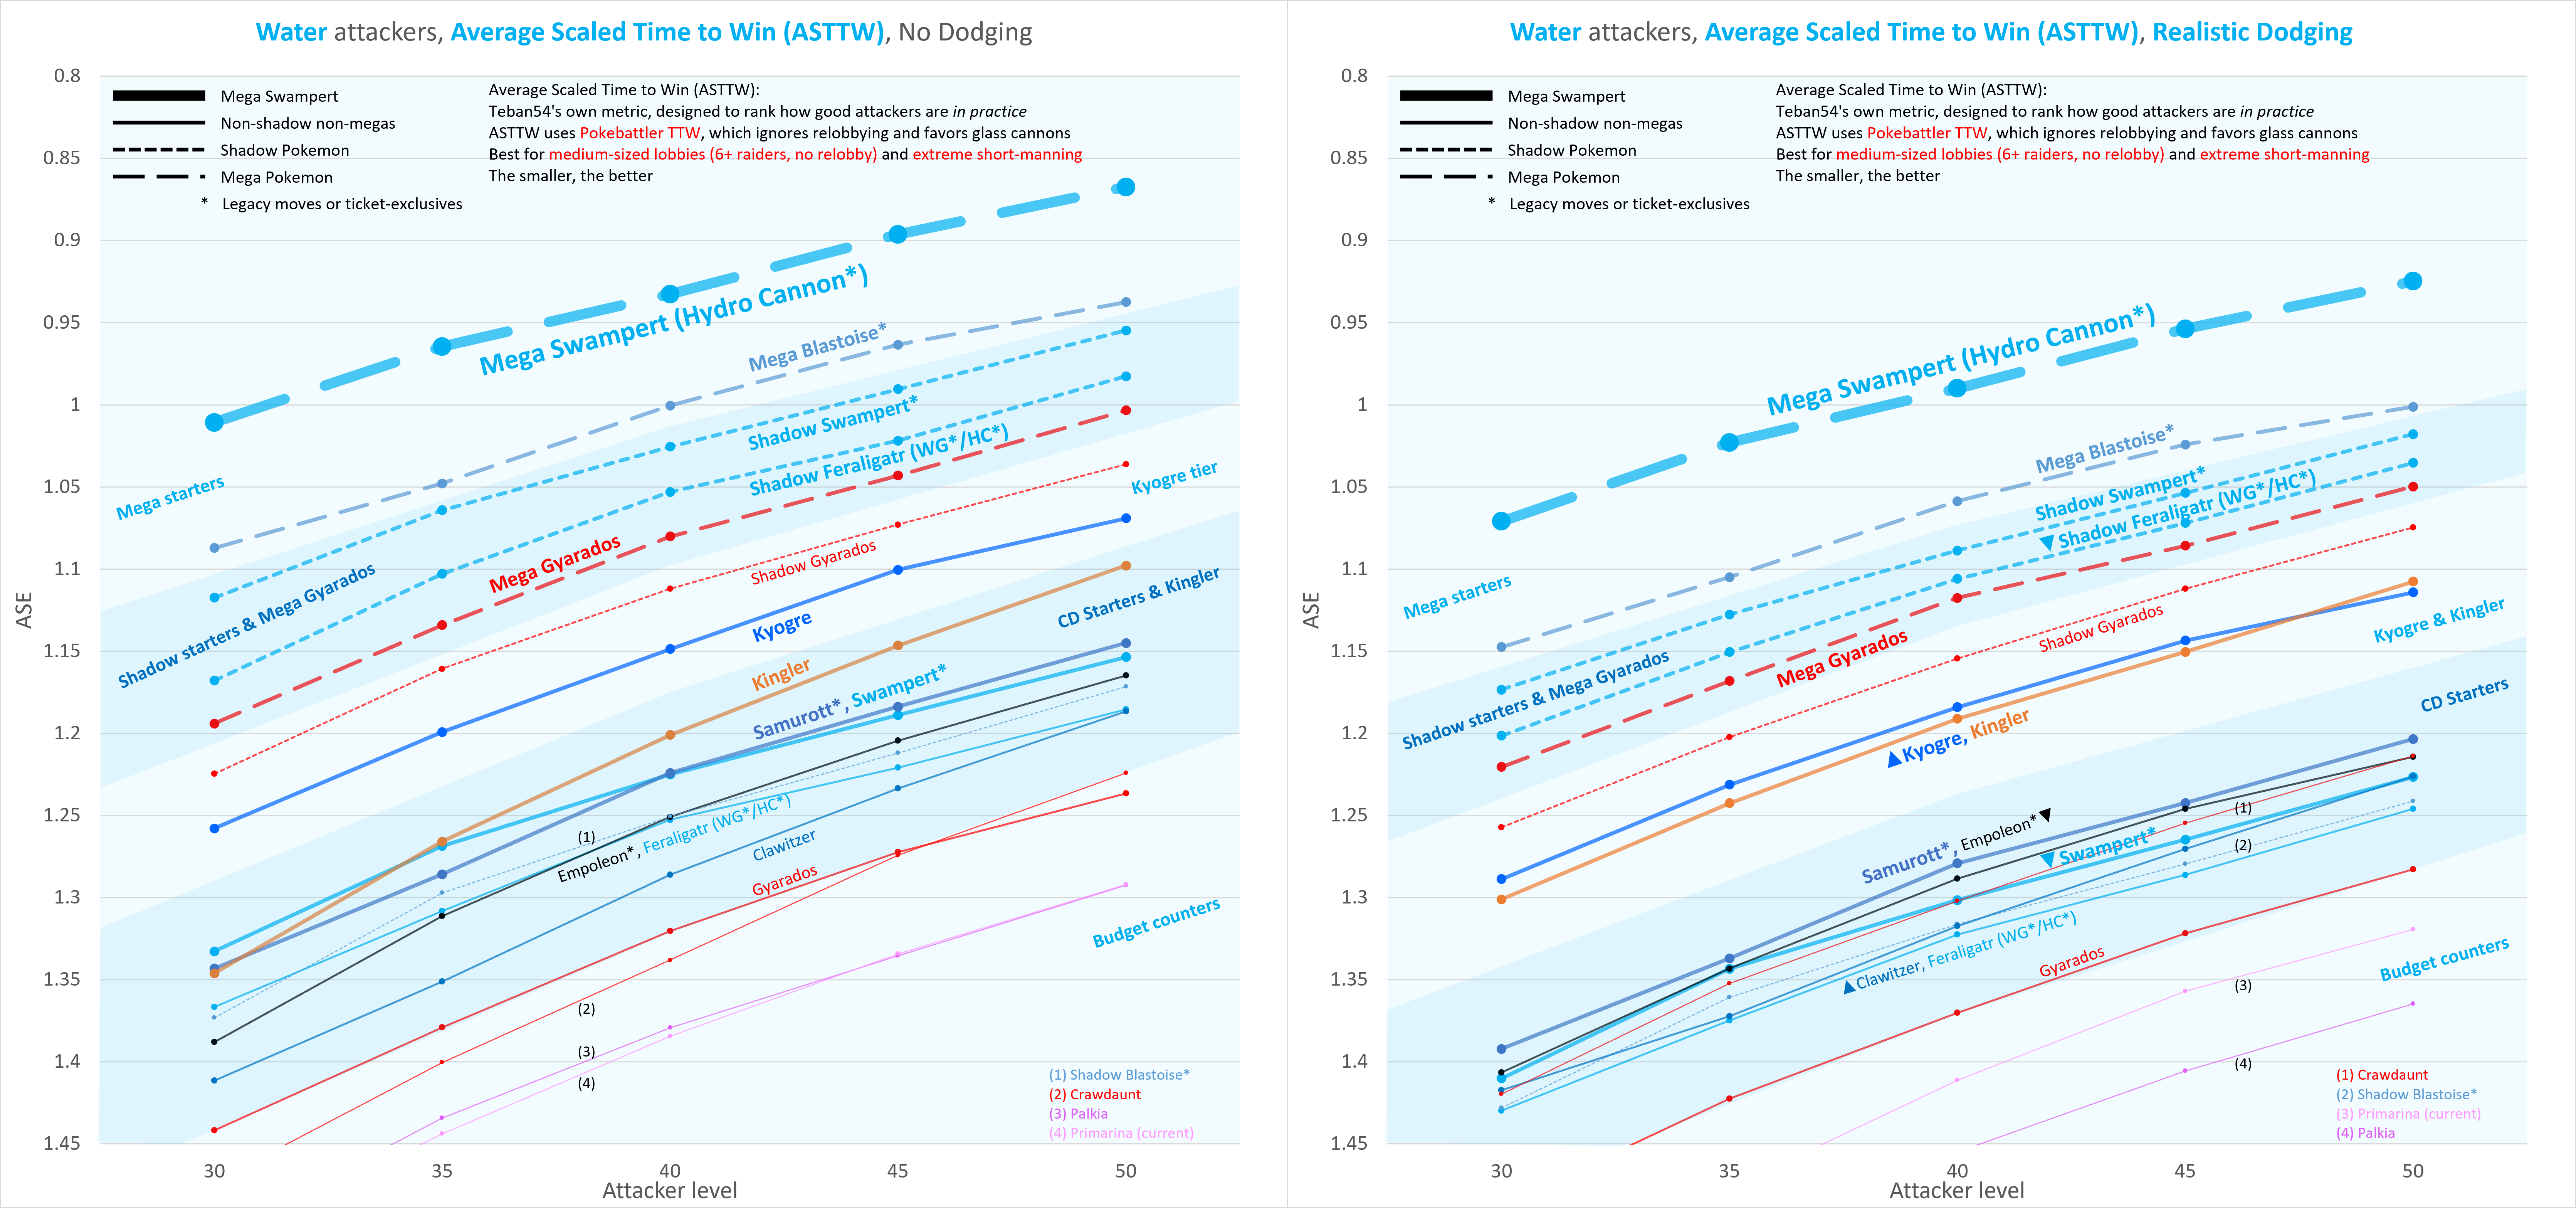 Water attackers, Average Scaled Time to Win (ASTTW), No Dodging
0.8
0.85
0.9
0.95
1
1.05
1.1
1.15
1.2
1.25
1.3
1.35
1.4
1.45
ASE
Mega Swampert
Non-shadow non-megas
Shadow Pokemon
Mega Pokemon
* Legacy moves or ticket-exclusives
Average Scaled Time to Win (ASTTW):
Teban54's own metric, designed to rank how good attackers are in practice
ASTTW uses Pokebattler TTW, which ignores relobbying and favors glass cannons
Best for medium-sized lobbies (6+ raiders, no relobby) and extreme short-manning
The smaller, the better
Mega Swampert (Hydro Cannon*)
Mega Blastoise*
Shadow Swampert*
Shadow Feraligatr (WG*/HC*)
Mega starters
Kyogre tier
Mega Gyarados
Shadow Gyarados
Shadow starters & Mega Gyarados
Kyogre
CD Starters & Kingler
Kingler
Samurott*, Swampert*
(1)
Empoleon*, Feraligatr (WG*/HC*)
Clawitzer
Gyarados
Budget counters
(2)
(3)
(4)
(1) Shadow Blastoise*
(2) Crawdaunt
(3) Palkia
(4) Primarina (current)
30 35 40 45 50
Attacker level
Water attackers, Average Scaled Time to Win (ASTTW), Realistic Dodging
0.8
0.85
0.9
0.95
1
1.05
1.1
1.15
1.2
1.25
1.3
1.35
1.4
1.45
ASE
Mega Swampert
Non-shadow non-megas
Shadow Pokemon
Mega Pokemon
* Legacy moves or ticket-exclusives
Average Scaled Time to Win (ASTTW):
Teban54's own metric, designed to rank how good attackers are in practice
ASTTW uses Pokebattler TTW, which ignores relobbying and favors glass cannons
Best for medium-sized lobbies (6+ raiders, no relobby) and extreme short-manning
The smaller, the better
Mega Swampert (Hydro Cannon*)
Mega Blastoise*
Shadow Swampert*
▼Shadow Feraligatr (WG*/HC*)
Mega starters
Shadow Gyarados
Kyogre & Kingler
Mega Gyarados
Shadow starters & Mega Gyarados
CD Starters
▲Kyogre, Kingler
(1)
Samurott*, Empoleon*▼
▼Swampert*
(2)
▲Clawitzer, Feraligatr (WG*/HC*)
Gyarados
Budget counters
(3)
(4)
(1) Crawdaunt
(2) Shadow Blastoise*
(3) Primarina (current)
(4) Palkia
30 35 40 45 50
Attacker level